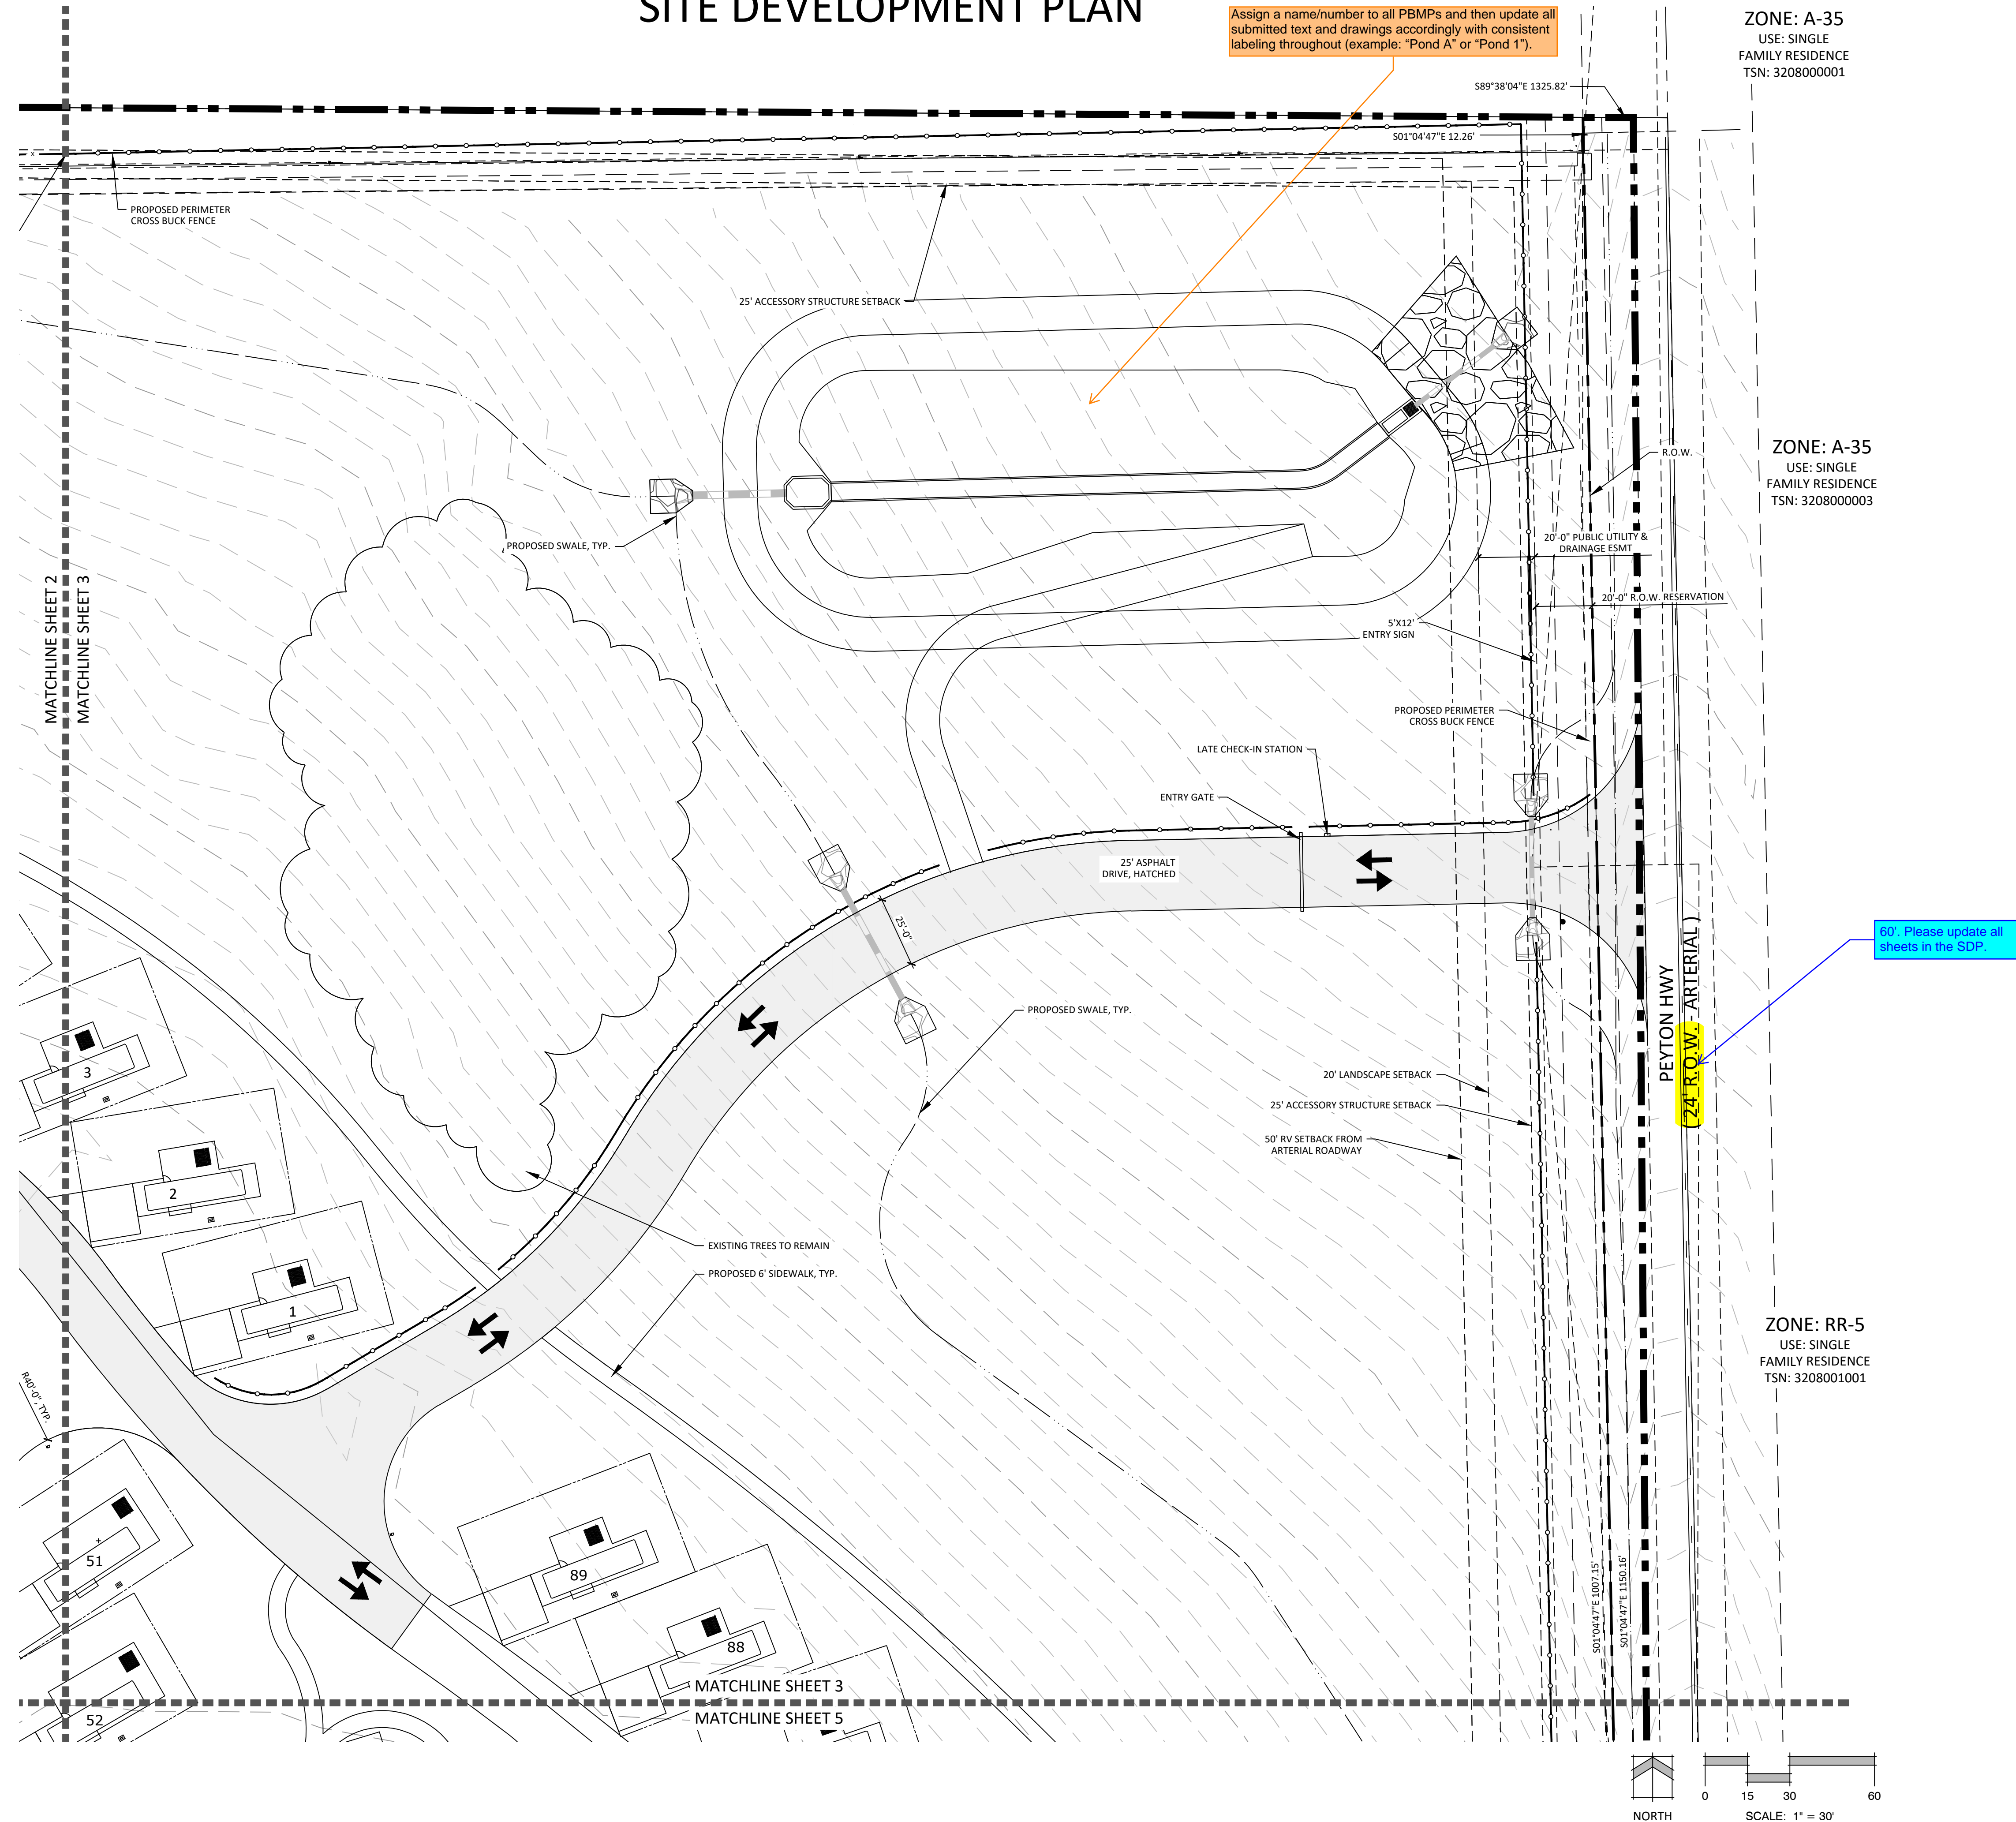 SITE DEVELOPMENT PLAN
Assign a name/number to all PBMPs and then update all
submitted text and drawings accordingly with consistent
labeling throughout (example: “Pond A” or “Pond 1”).
ZONE: A-35
USE: SINGLE
FAMILY RESIDENCE
TSN: 3208000001
S89°38'04"E 1325.82'
S01°04'47"E 12.26'
x
PROPOSED PERIMETER
CROSS BUCK FENCE
25' ACCESSORY STRUCTURE SETBACK
R.O.W.
ZONE: A-35
USE: SINGLE
FAMILY RESIDENCE
TSN: 3208000003
PROPOSED SWALE, TYP.
20'-0" PUBLIC UTILITY &
DRAINAGE ESMT
20'-0" R.O.W. RESERVATION
5'X12'
ENTRY SIGN
MATCHLINE SHEET 2
MATCHLINE SHEET 3
PROPOSED PERIMETER
CROSS BUCK FENCE
LATE CHECK-IN STATION
ENTRY GATE
25' ASPHALT
DRIVE, HATCHED
25'-0"
60'. Please update all
sheets in the SDP.
PEYTON HWY
( 24' R.O.W. - ARTERIAL )
PROPOSED SWALE, TYP.
20' LANDSCAPE SETBACK
25' ACCESSORY STRUCTURE SETBACK
50' RV SETBACK FROM
ARTERIAL ROADWAY
3
2
1
EXISTING TREES TO REMAIN
PROPOSED 6' SIDEWALK, TYP.
ZONE: RR-5
USE: SINGLE
FAMILY RESIDENCE
TSN: 3208001001
R40'-0", TYP.
51
89
88
52
S01°04'47"E 1007.15'
S01°04'47"E 1150.16'
MATCHLINE SHEET 3
MATCHLINE SHEET 5
NORTH
0 15 30 60
SCALE: 1" = 30'